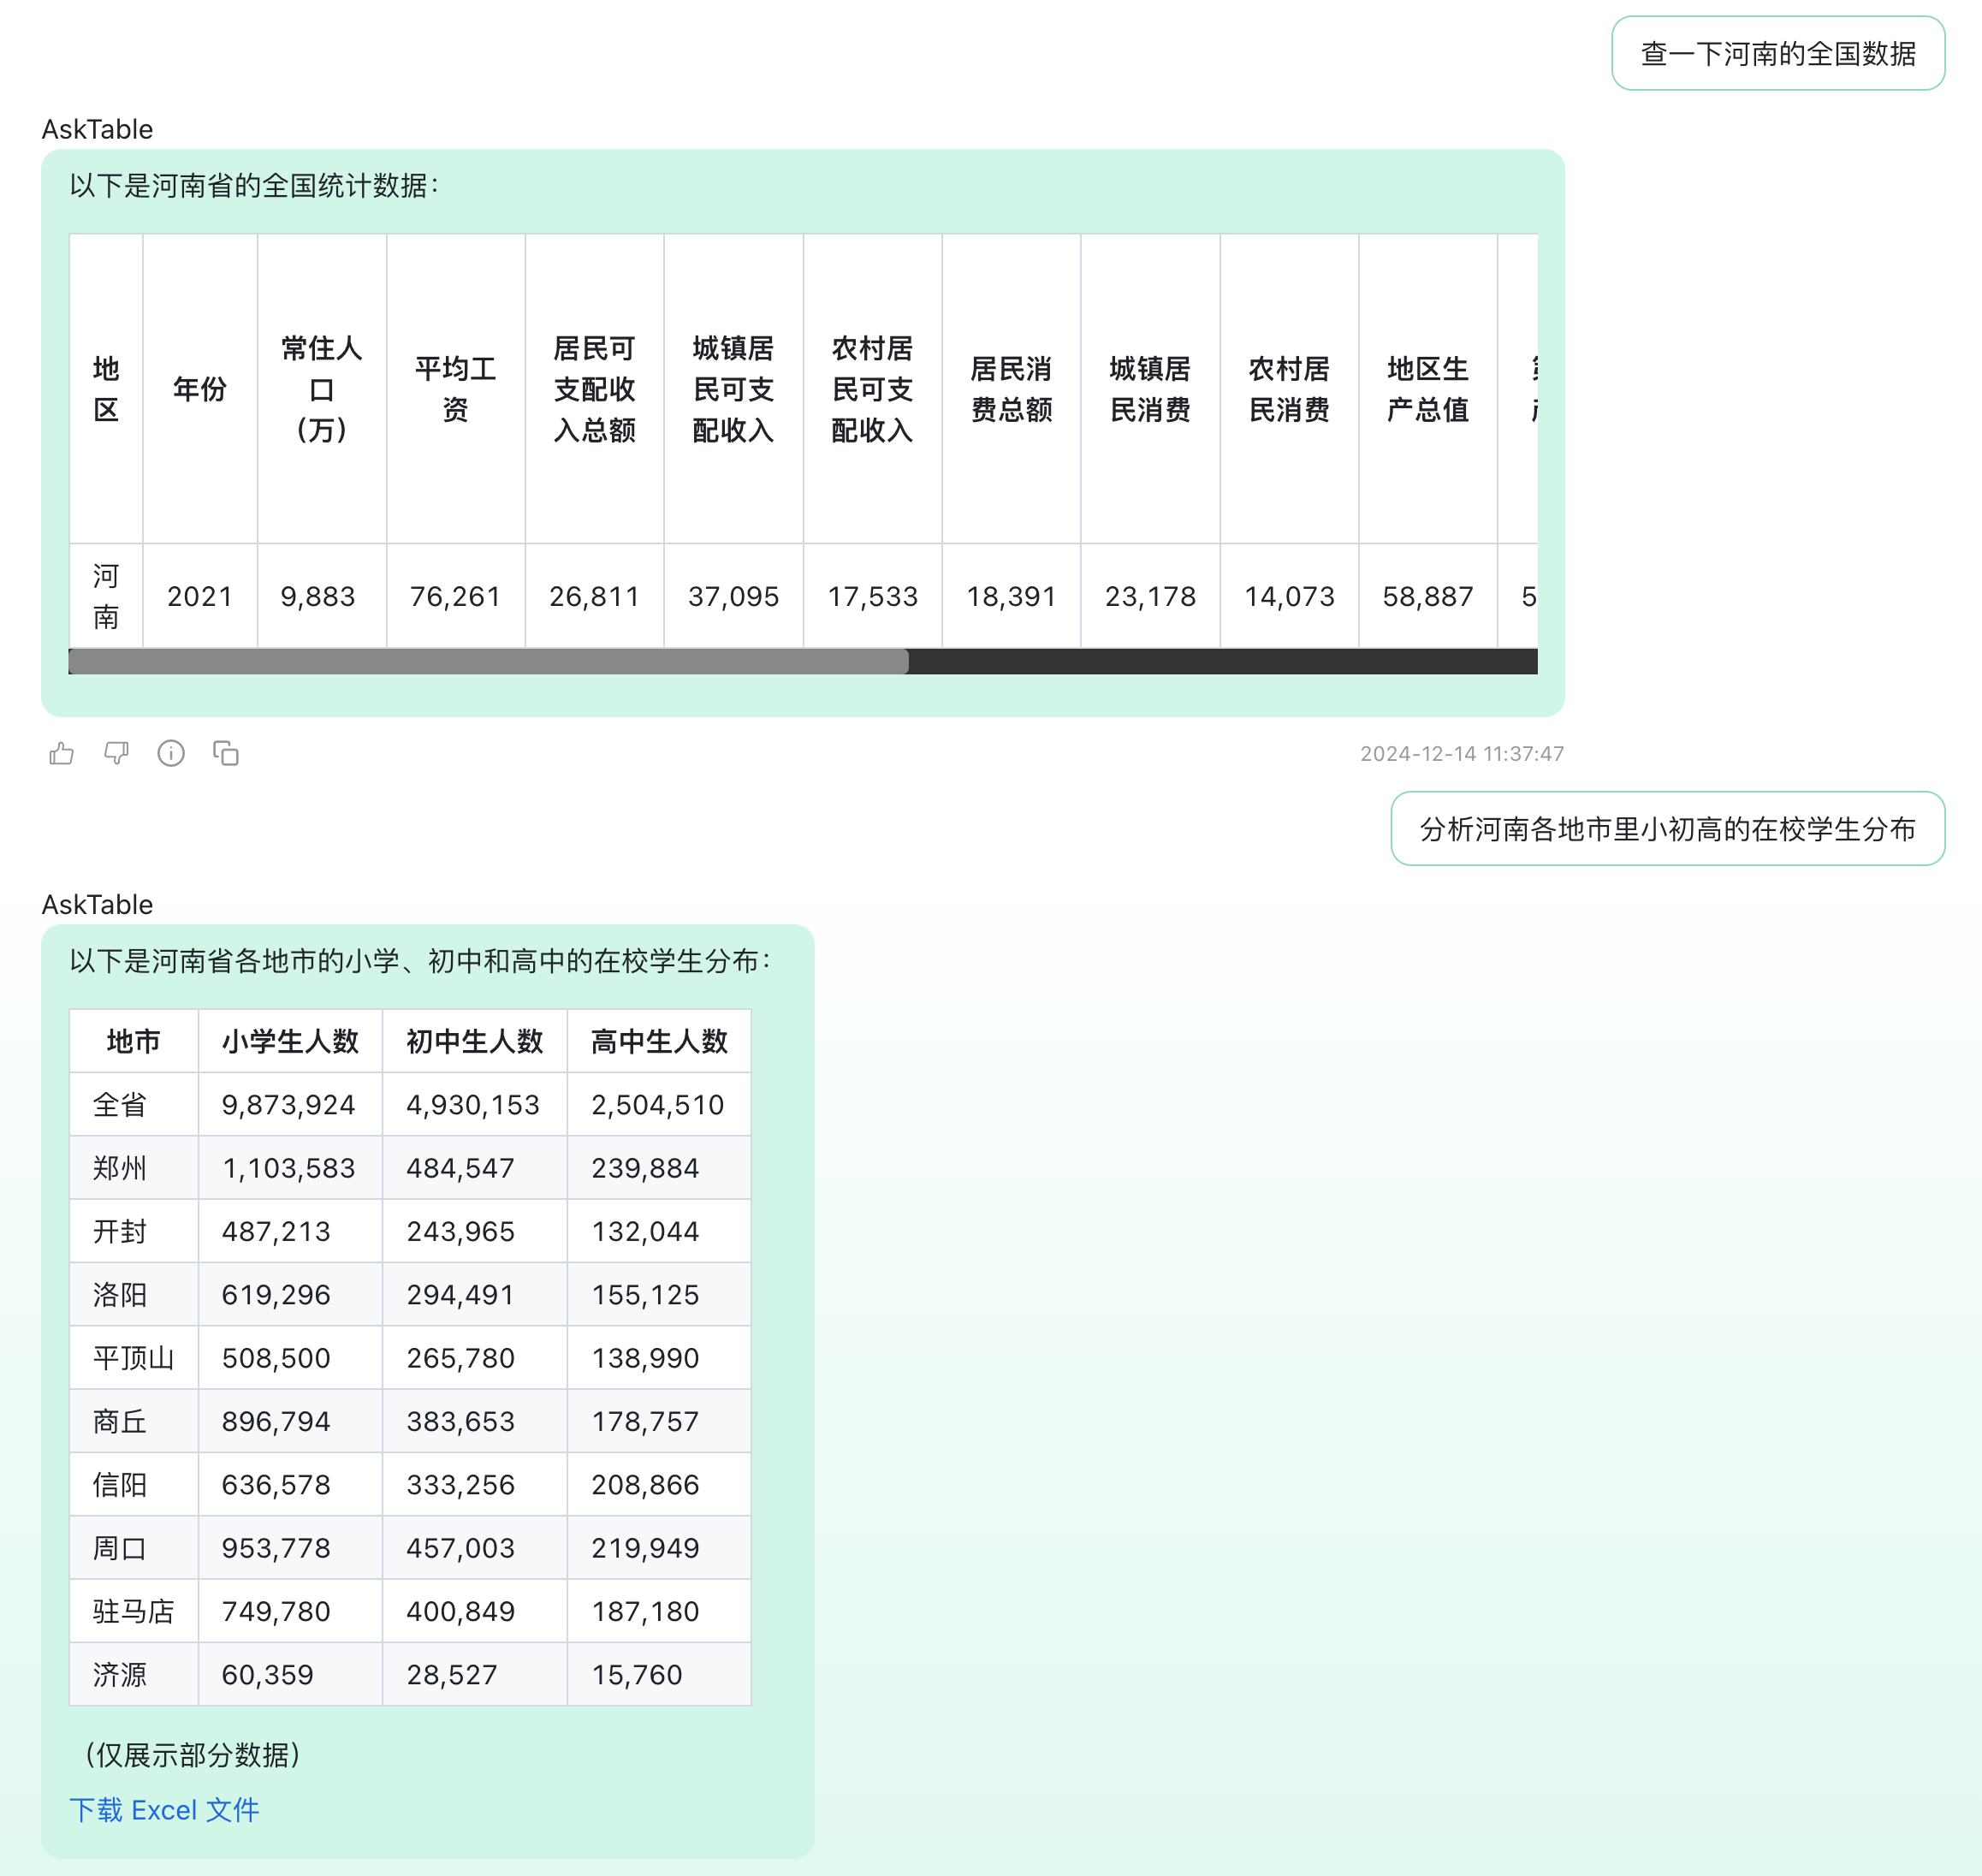 查一下河南的全国数据
AskTable
以下是河南省的全国统计数据：
地区 年份 常住人口（万） 平均工资 居民可支配收入总额 城镇居民可支配收入 农村居民可支配收入 居民消费总额 城镇居民消费 农村居民消费 地区生产总值
河南 2021 9,883 76,261 26,811 37,095 17,533 18,391 23,178 14,073 58,887 5
2024-12-14 11:37:47
分析河南各地市里小初高的在校学生分布
AskTable
以下是河南省各地市的小学、初中和高中的在校学生分布：
地市 小学生人数 初中生人数 高中生人数
全省 9,873,924 4,930,153 2,504,510
郑州 1,103,583 484,547 239,884
开封 487,213 243,965 132,044
洛阳 619,296 294,491 155,125
平顶山 508,500 265,780 138,990
商丘 896,794 383,653 178,757
信阳 636,578 333,256 208,866
周口 953,778 457,003 219,949
驻马店 749,780 400,849 187,180
济源 60,359 28,527 15,760
（仅展示部分数据）
下载 Excel 文件